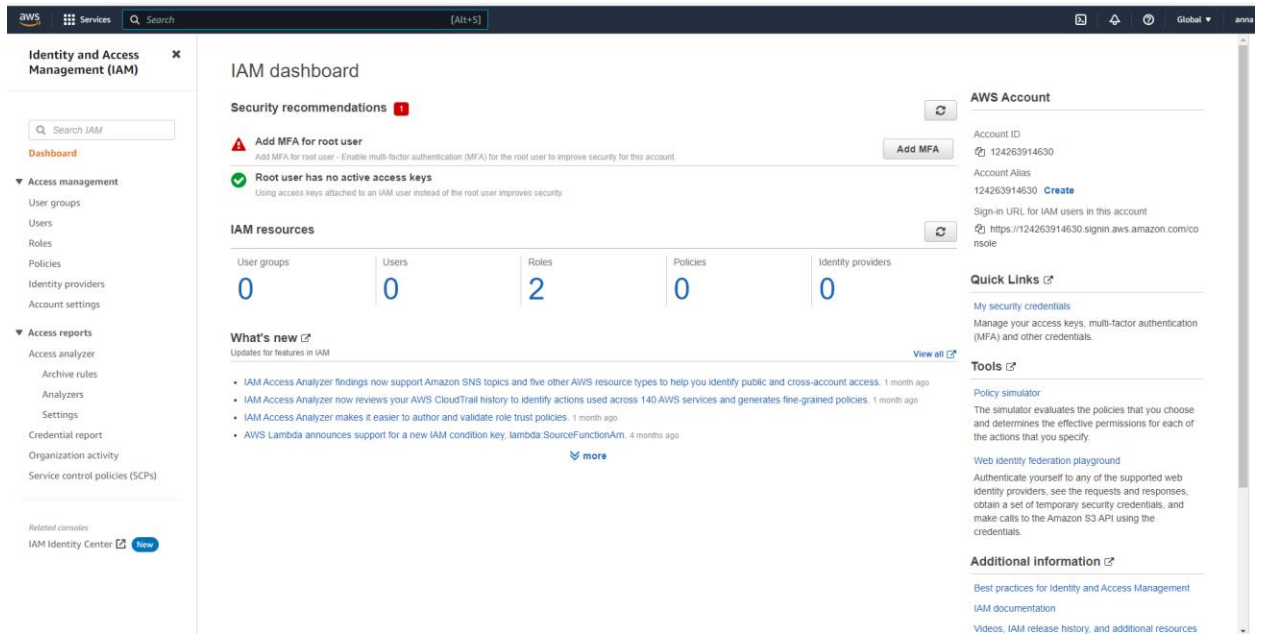 aws
Services
Search
[Alt+S]
Global
anna
Identity and Access
Management (IAM)
Search IAM
Dashboard
Access management
User groups
Users
Roles
Policies
Identity providers
Account settings
Access reports
Access analyzer
Archive rules
Analyzers
Settings
Credential report
Organization activity
Service control policies (SCPs)
Related consoles
IAM Identity Center New
IAM dashboard
Security recommendations 1
Add MFA for root user
Add MFA for root user - Enable multi-factor authentication (MFA) for the root user to improve security for this account.
Add MFA
Root user has no active access keys
Using access keys attached to an IAM user instead of the root user improves security.
IAM resources
User groups Users Roles Policies Identity providers
0 0 2 0 0
What's new
Updates for features in IAM
View all
• IAM Access Analyzer findings now support Amazon SNS topics and five other AWS resource types to help you identify public and cross-account access. 1 month ago
• IAM Access Analyzer now reviews your AWS CloudTrail history to identify actions used across 140 AWS services and generates fine-grained policies. 1 month ago
• IAM Access Analyzer makes it easier to author and validate role trust policies. 1 month ago
• AWS Lambda announces support for a new IAM condition key, lambda:SourceFunctionArn. 4 months ago
more
AWS Account
Account ID
124263914630
Account Alias
124263914630 Create
Sign-in URL for IAM users in this account
https://124263914630.signin.aws.amazon.com/co
nsole
Quick Links
My security credentials
Manage your access keys, multi-factor authentication
(MFA) and other credentials.
Tools
Policy simulator
The simulator evaluates the policies that you choose
and determines the effective permissions for each of
the actions that you specify.
Web identity federation playground
Authenticate yourself to any of the supported web
identity providers, see the requests and responses,
obtain a set of temporary security credentials, and
make calls to the Amazon S3 API using the
credentials.
Additional information
Best practices for Identity and Access Management
IAM documentation
Videos, IAM release history, and additional resources